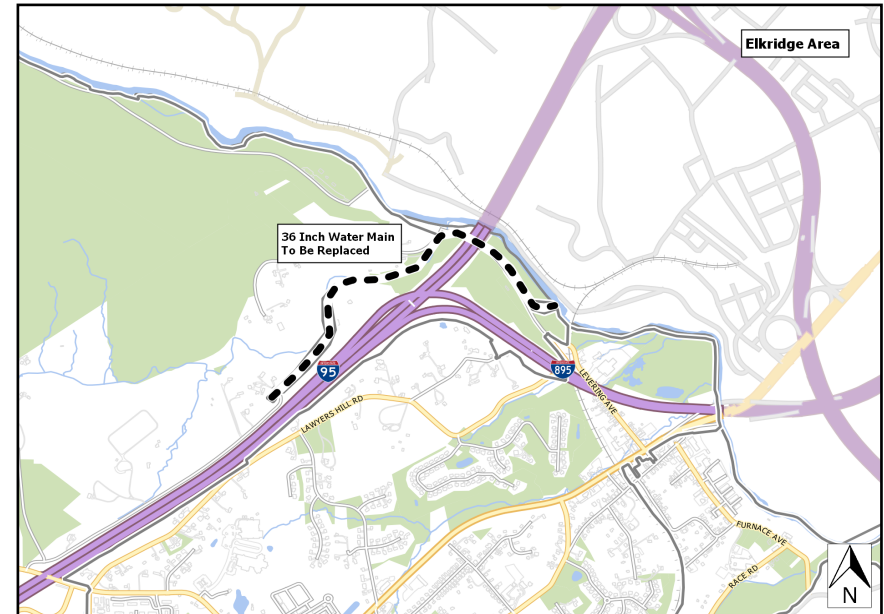 Elkridge Area
36 Inch Water Main
To Be Replaced
95
895
LEVERING AVE
LAWYERS HILL RD
FURNACE AVE
RACE RD
N